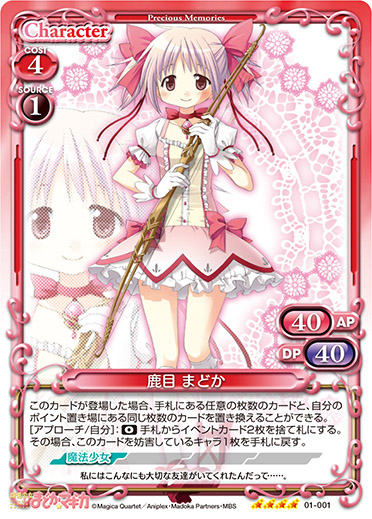 Precious Memories
Character
COST
4
SOURCE
1
40 AP
DP 40
鹿目 まどか
このカードが登場した場合、手札にある任意の枚数のカードと、自分の
ポイント置き場にある同じ枚数のカードを置き換えることができる。
[アプローチ/自分]:0 手札からイベントカード2枚を捨て札にする。
その場合、このカードを妨害しているキャラ1枚を手札に戻す。
魔法少女
私にはこんなにも大切な友達がいてくれたんだって……。
まどか☆マギカ
©Magica Quartet／Aniplex・Madoka Partners・MBS
01-001